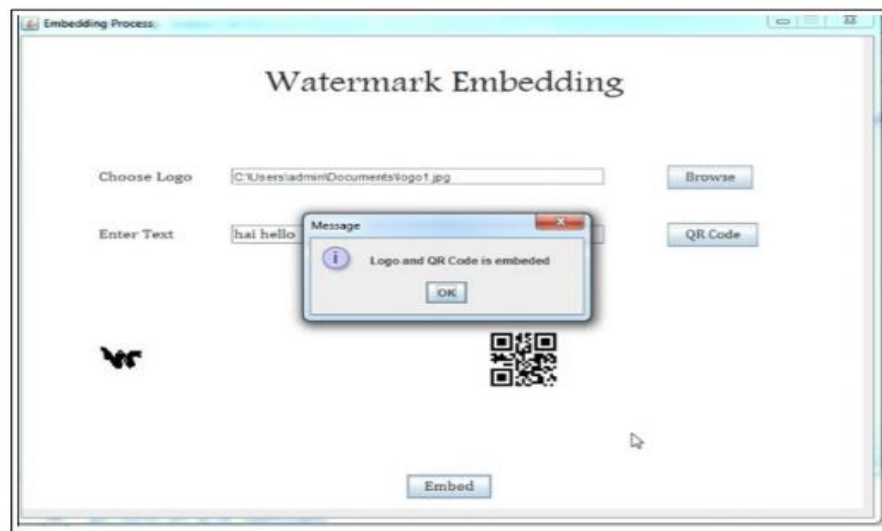 Embedding Process
Watermark Embedding
Choose Logo C:\Users\admin\Documents\logo1.jpg Browse
Enter Text hai hello QR Code
Message
Logo and QR Code is embeded
OK
Embed